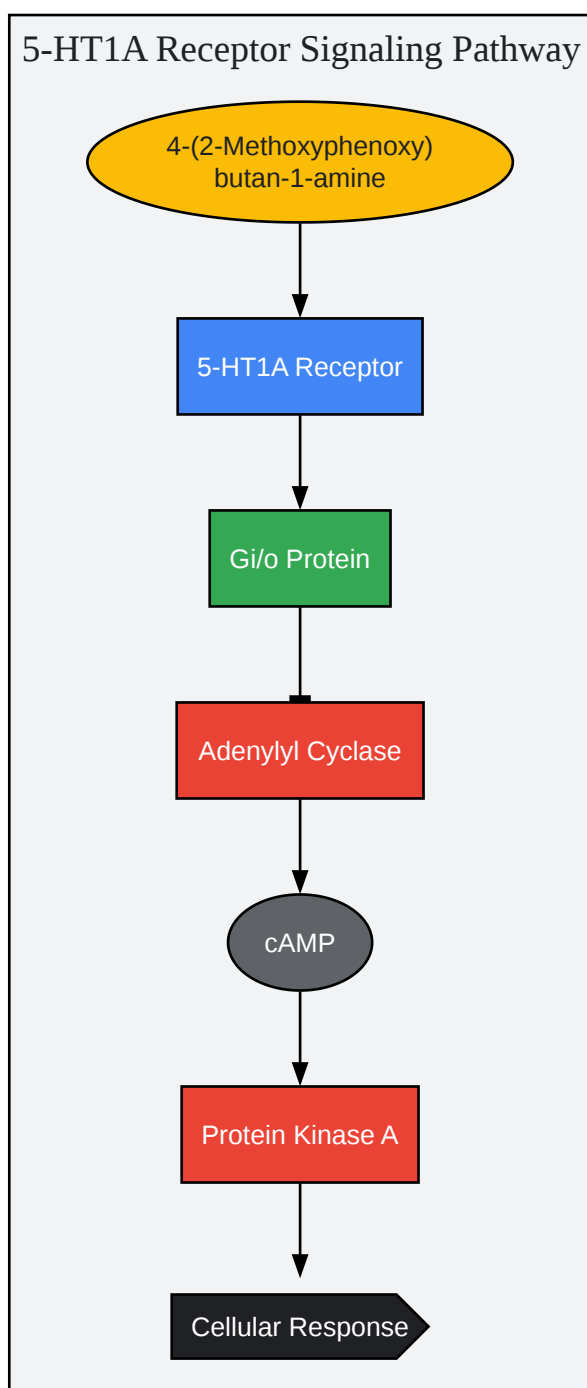 5-HT1A Receptor Signaling Pathway
4-(2-Methoxyphenoxy)
butan-1-amine
5-HT1A Receptor
Gi/o Protein
Adenylyl Cyclase
cAMP
Protein Kinase A
Cellular Response